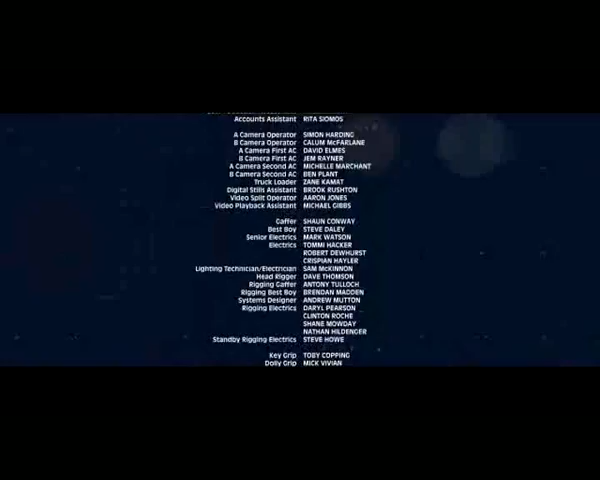 Accounts Assistant RITA SIOMOS
A Camera Operator SIMON HARDING
B Camera Operator CALUM McFARLANE
A Camera First AC DAVID ELMES
B Camera First AC JEM RAYNER
A Camera Second AC MICHELLE MARCHANT
B Camera Second AC BEN PLANT
Truck Loader ZANE KAMAT
Digital Stills Assistant BROOK RUSHTON
Video Split Operator AARON JONES
Video Playback Assistant MICHAEL GIBBS
Gaffer SHAUN CONWAY
Best Boy STEVE DALEY
Senior Electrics MARK WATSON
Electrics TOMMI HACKER
ROBERT DEWHURST
CRISPIAN HAYLER
Lighting Technician/Electrician SAM McKINNON
Head Rigger DAVE THOMSON
Rigging Gaffer ANTONY TULLOCH
Rigging Best Boy BRENDAN MADDEN
Systems Designer ANDREW MUTTON
Rigging Electrics DARYL PEARSON
CLINTON ROCHE
SHANE MOWDAY
NATHAN HILDENGER
Standby Rigging Electrics STEVE HOWE
Key Grip TOBY COPPING
Dolly Grip MICK VIVIAN